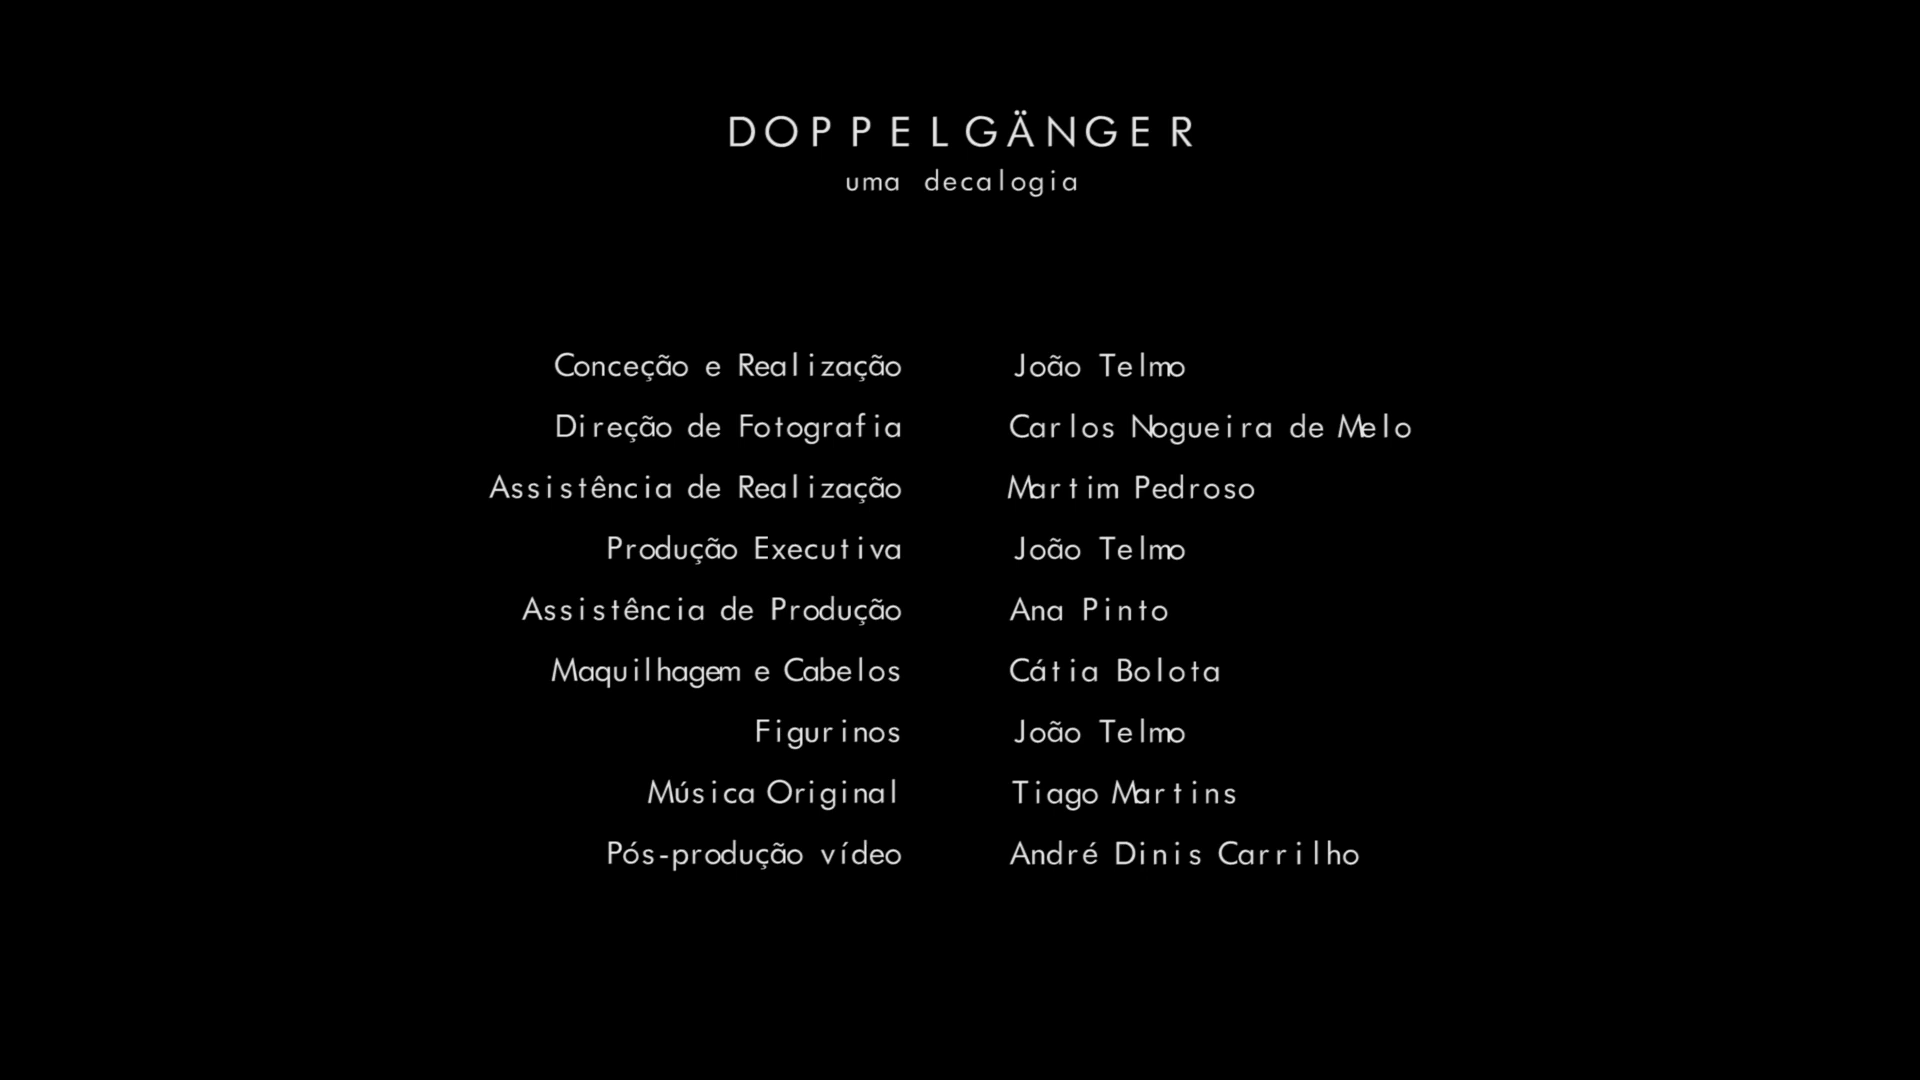 DOPPELGÄNGER
uma decalogia
Conceção e Realização João Telmo
Direção de Fotografia Carlos Nogueira de Melo
Assistência de Realização Martim Pedroso
Produção Executiva João Telmo
Assistência de Produção Ana Pinto
Maquilhagem e Cabelos Cátia Bolota
Figurinos João Telmo
Música Original Tiago Martins
Pós-produção vídeo André Dinis Carrilho